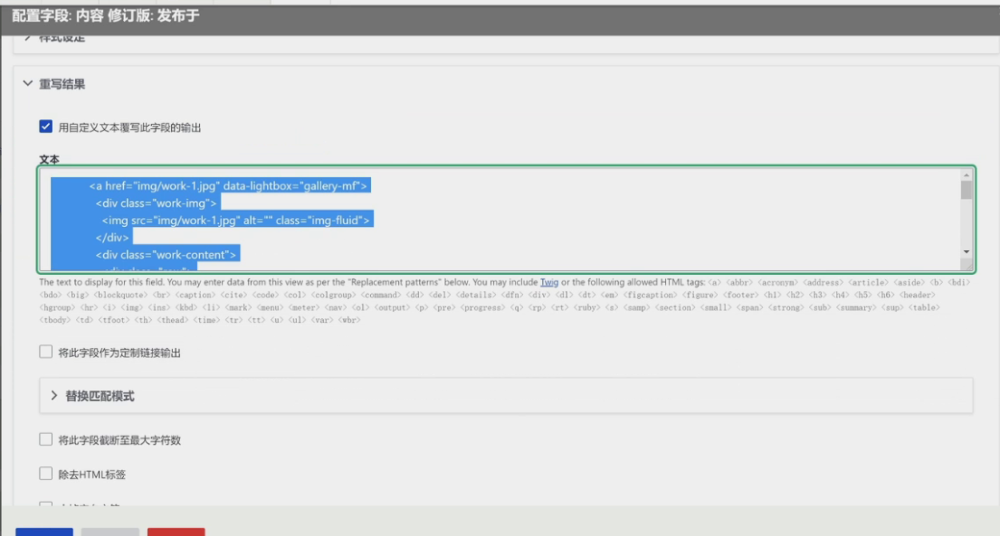 配置字段: 内容 修订版: 发布于
样式设定
重写结果
用自定义文本覆写此字段的输出
文本
<a href="img/work-1.jpg" data-lightbox="gallery-mf">
<div class="work-img">
<img src="img/work-1.jpg" alt="" class="img-fluid">
</div>
<div class="work-content">
The text to display for this field. You may enter data from this view as per the "Replacement patterns" below. You may include Twig or the following allowed HTML tags: <a> <abbr> <acronym> <address> <article> <aside> <b> <bdi>
<bdo> <big> <blockquote> <br> <caption> <cite> <code> <col> <colgroup> <command> <dd> <del> <details> <dfn> <div> <dl> <dt> <em> <figcaption> <figure> <footer> <h1> <h2> <h3> <h4> <h5> <h6> <header>
<hgroup> <hr> <i> <img> <ins> <kbd> <li> <mark> <menu> <meter> <nav> <ol> <output> <p> <pre> <progress> <q> <rp> <rt> <ruby> <s> <samp> <section> <small> <span> <strong> <sub> <summary> <sup> <table>
<tbody> <td> <tfoot> <th> <thead> <time> <tr> <tt> <u> <ul> <var> <wbr>
将此字段作为定制链接输出
替换匹配模式
将此字段截断至最大字符数
除去HTML标签